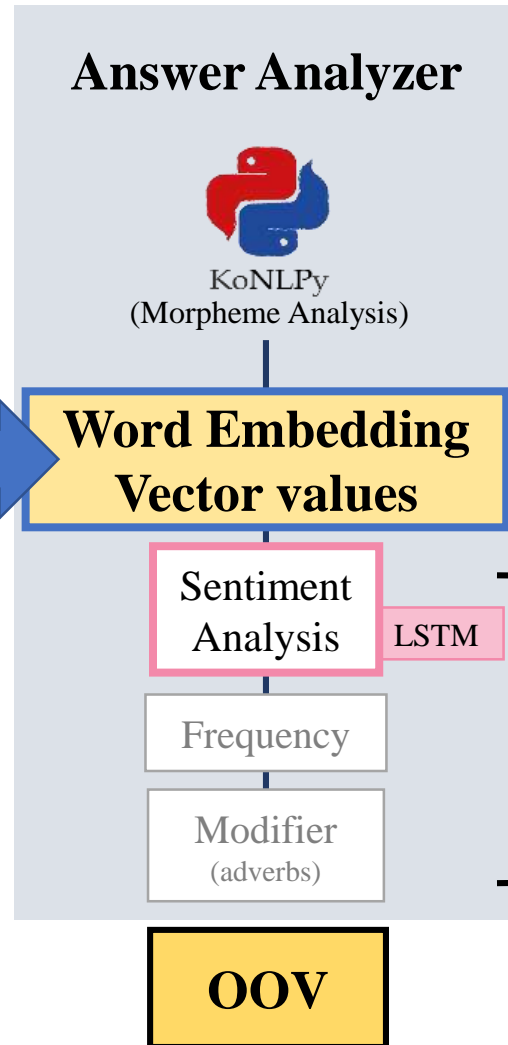 Answer Analyzer
KoNLPy
(Morpheme Analysis)
Word Embedding
Vector values
Sentiment
Analysis
LSTM
Frequency
Modifier
(adverbs)
OOV